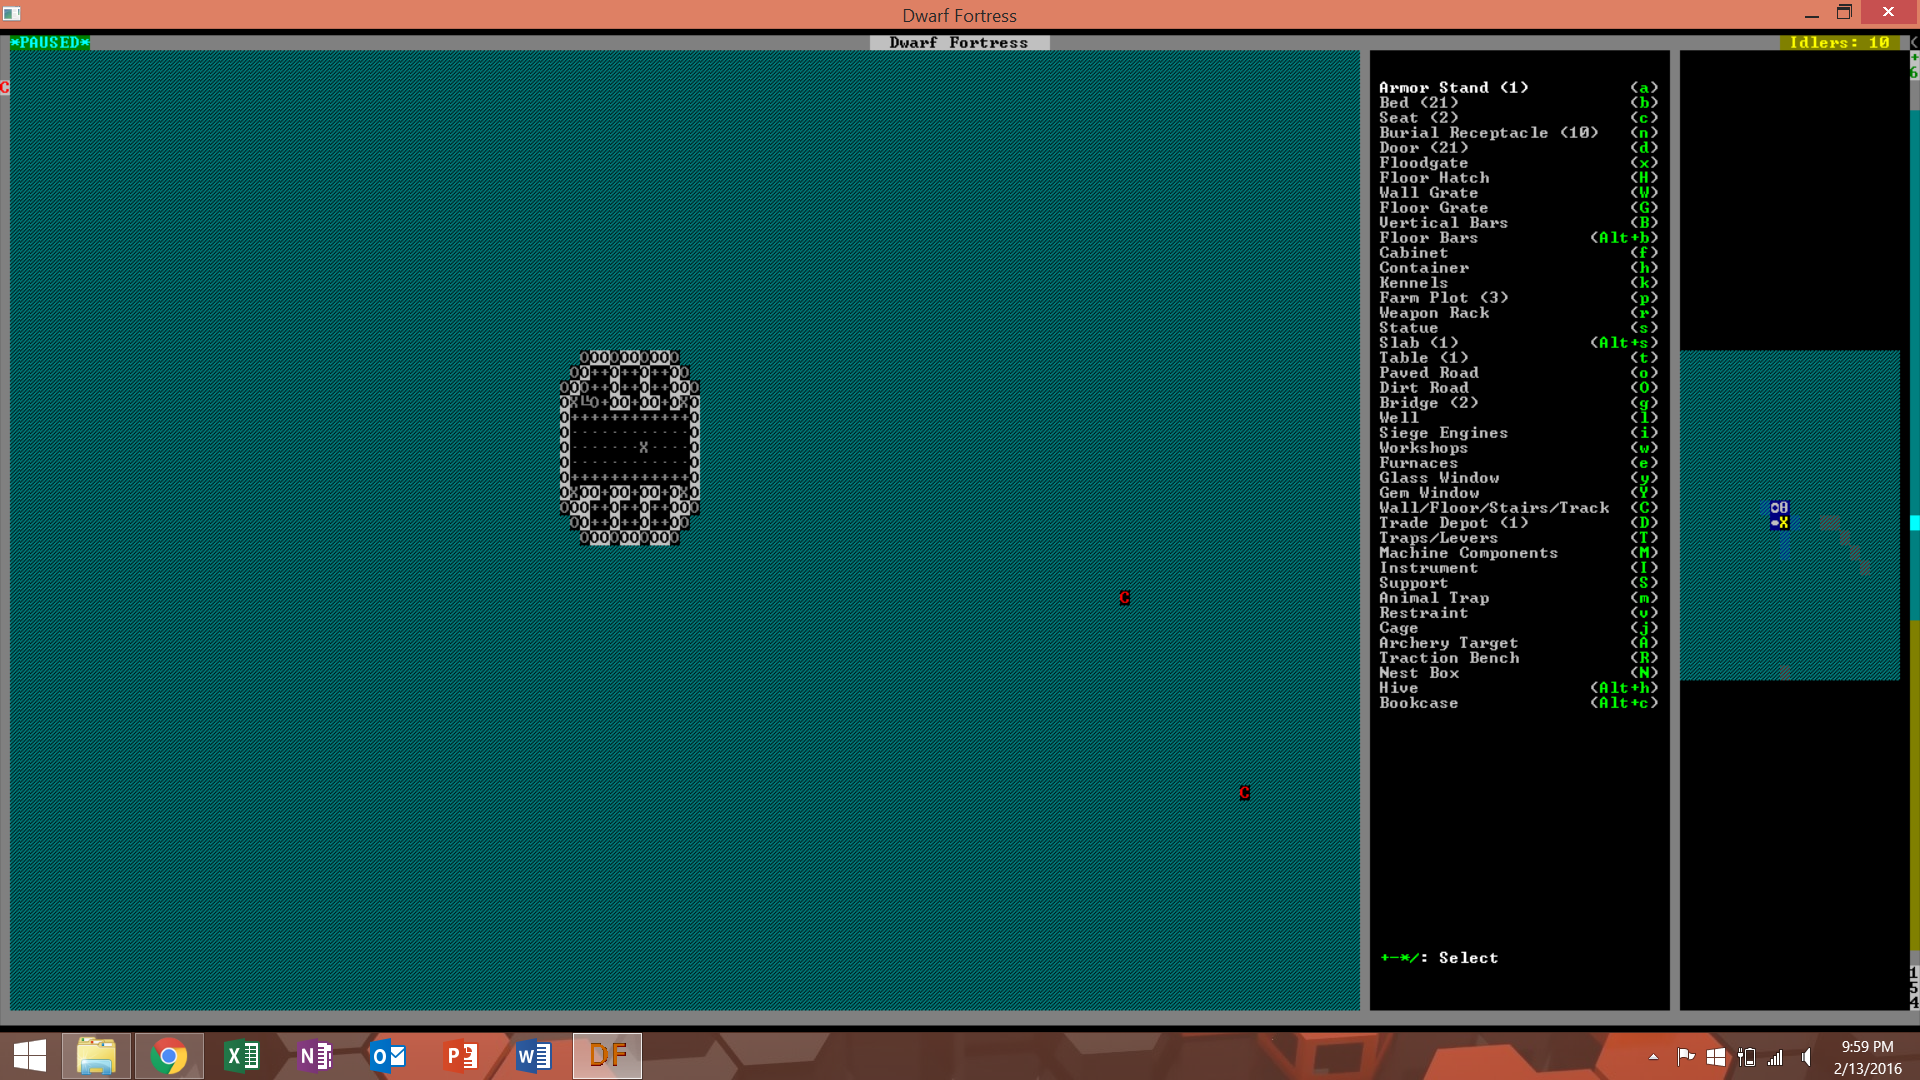 Dwarf Fortress
*PAUSED*
Dwarf Fortress
Idlers: 10
Armor Stand (1) (a)
Bed (21) (b)
Seat (2) (c)
Burial Receptacle (10) (n)
Door (21) (d)
Floodgate (x)
Floor Hatch (H)
Wall Grate (W)
Floor Grate (G)
Vertical Bars (B)
Floor Bars (Alt+b)
Cabinet (f)
Container (h)
Kennels (k)
Farm Plot (3) (p)
Weapon Rack (r)
Statue (s)
Slab (1) (Alt+s)
Table (1) (t)
Paved Road (o)
Dirt Road (O)
Bridge (2) (g)
Well (l)
Siege Engines (i)
Workshops (w)
Furnaces (e)
Glass Window (y)
Gem Window (Y)
Wall/Floor/Stairs/Track (C)
Trade Depot (1) (D)
Traps/Levers (T)
Machine Components (M)
Instrument (I)
Support (S)
Animal Trap (m)
Restraint (v)
Cage (j)
Archery Target (A)
Traction Bench (R)
Nest Box (N)
Hive (Alt+h)
Bookcase (Alt+c)
+-*/: Select
+6
154
DF
9:59 PM
2/13/2016